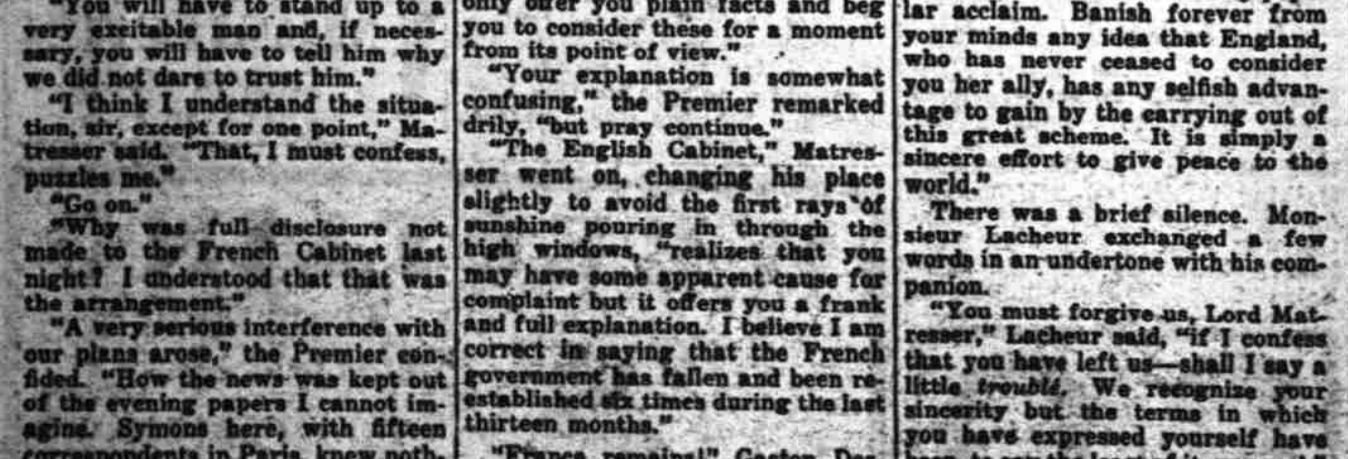 "You will have to stand up to a
very excitable man and, if neces-
sary, you will have to tell him why
we did not dare to trust him."
"I think I understand the situa-
tion, sir, except for one point," Ma-
tresser said. "That, I must confess,
puzzles me."
"Go on."
"Why was full disclosure not
made to the French Cabinet last
night? I understood that that was
the arrangement."
"A very serious interference with
our plans arose," the Premier con-
fided. "How the news was kept out
of the evening papers I cannot im-
agine. Symons here, with fifteen
correspondents in Paris, knew noth-
only offer you plain facts and beg
you to consider these for a moment
from its point of view."
"Your explanation is somewhat
confusing," the Premier remarked
drily, "but pray continue."
"The English Cabinet," Matres-
ser went on, changing his place
slightly to avoid the first rays of
sunshine pouring in through the
high windows, "realizes that you
may have some apparent cause for
complaint but it offers you a frank
and full explanation. I believe I am
correct in saying that the French
government has fallen and been re-
established six times during the last
thirteen months."
"France remains!" Gaston Des-
lar acclaim. Banish forever from
your minds any idea that England,
who has never ceased to consider
you her ally, has any selfish advan-
tage to gain by the carrying out of
this great scheme. It is simply a
sincere effort to give peace to the
world."
There was a brief silence. Mon-
sieur Lacheur exchanged a few
words in an undertone with his com-
panion.
"You must forgive us, Lord Mat-
resser," Lacheur said, "if I confess
that you have left us—shall I say a
little troublé. We recognize your
sincerity but the terms in which
you have expressed yourself have